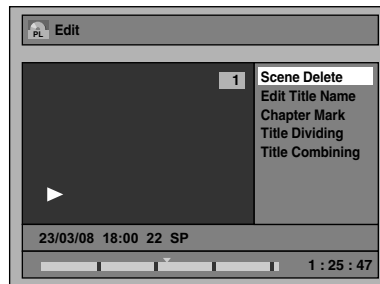 PL Edit
1
Scene Delete
Edit Title Name
Chapter Mark
Title Dividing
Title Combining
23/03/08 18:00 22 SP
1 : 25 : 47